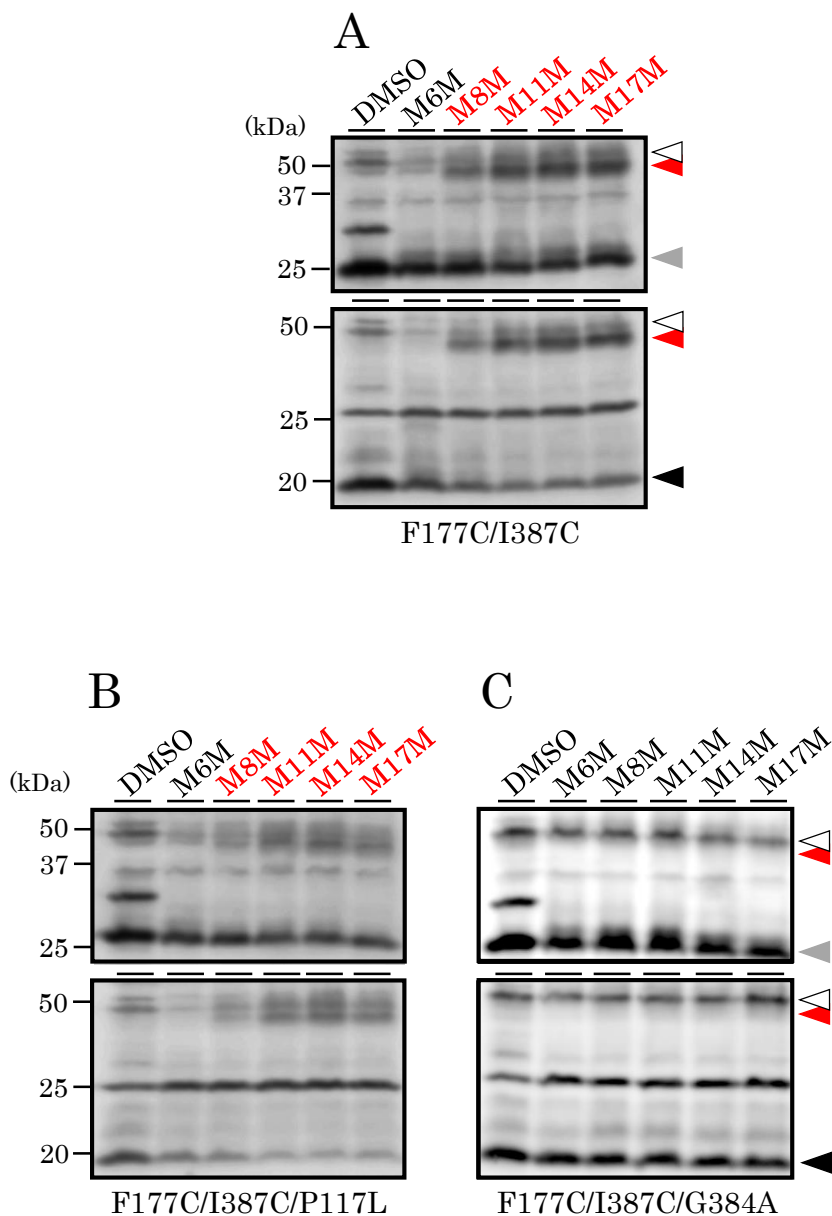 A
DMSO
M6M
M8M
M11M
M14M
M17M
(kDa)
50
37
25
50
25
20
F177C/I387C
B
DMSO
M6M
M8M
M11M
M14M
M17M
(kDa)
50
37
25
50
25
20
F177C/I387C/P117L
C
DMSO
M6M
M8M
M11M
M14M
M17M
F177C/I387C/G384A